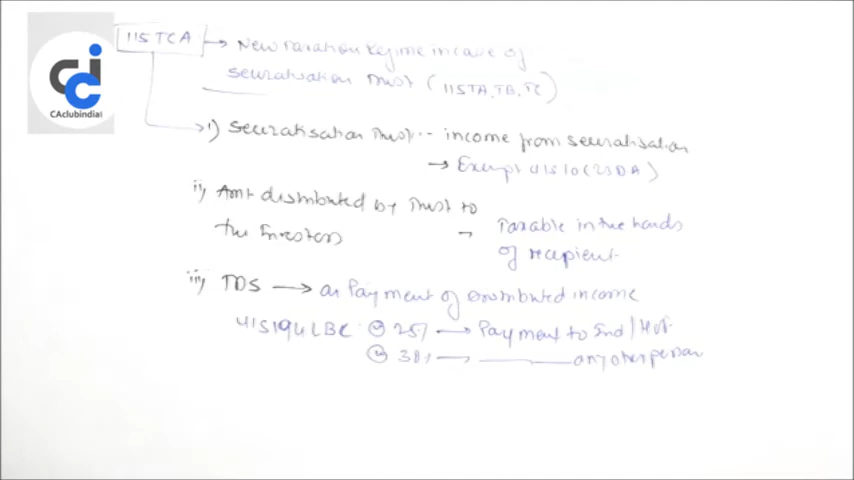 115TCA → New Taxation Regime in case of
securitisation Trust (115TA, TB, TC)
CAclubindia
i) Securitisation Trust -- income from securitisation
→ Exempt u/s 10(23DA)
ii) Amt distributed by Trust to
the Investors
→ Taxable in the hands
of recipient
iii) TDS → on Payment of Distributed income
u/s 194LBC
25% → Payment to Ind/HUF
30% — any other person